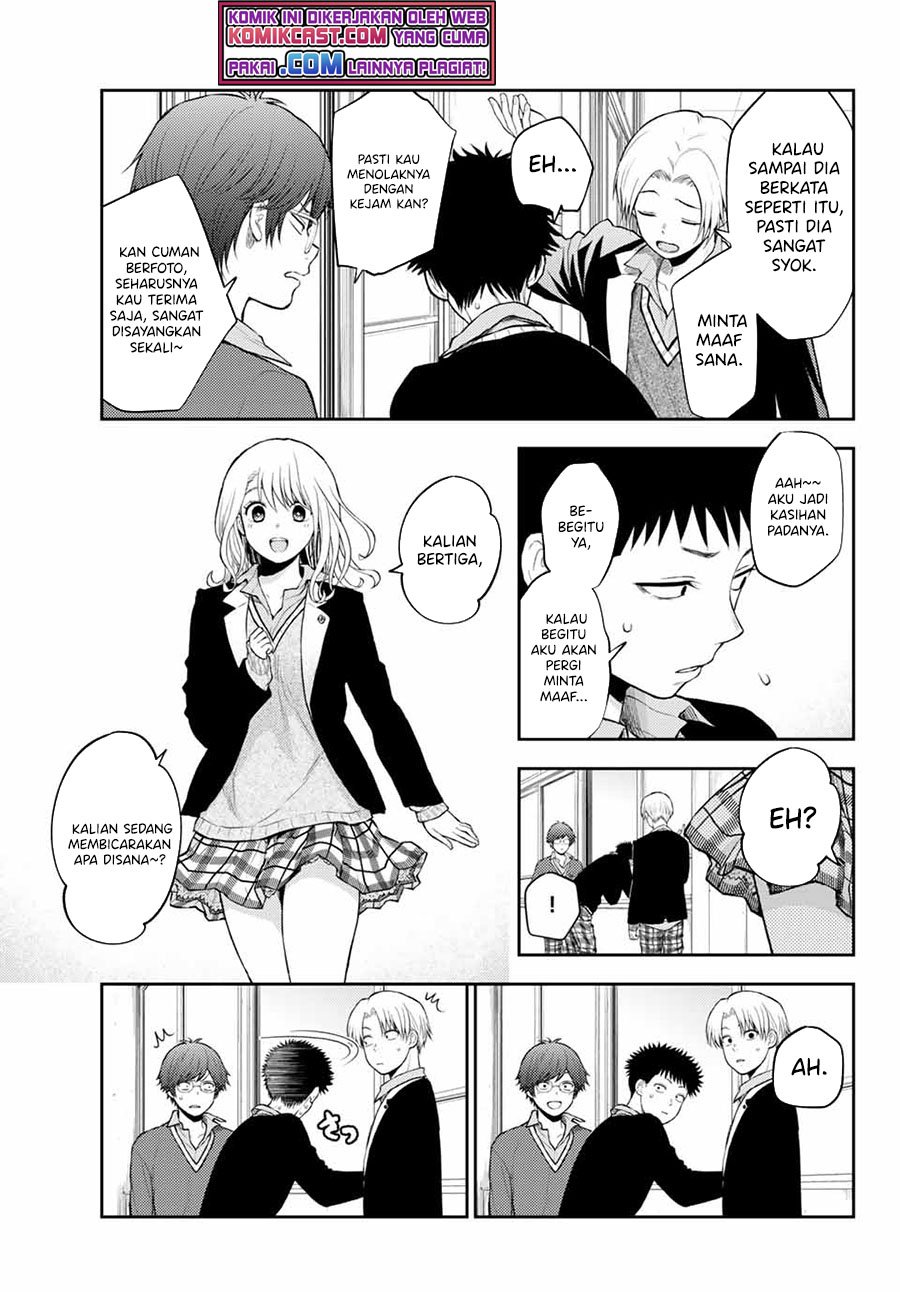 KOMIK INI DIKERJAKAN OLEH WEB
KOMIKCAST.COM YANG CUMA
PAKAI .COM LAINNYA PLAGIAT!
KALAU
SAMPAI DIA
BERKATA
SEPERTI ITU,
PASTI DIA
SANGAT
SYOK.
MINTA
MAAF
SANA.
EH...
PASTI KAU
MENOLAKNYA
DENGAN
KEJAM KAN?
KAN CUMAN
BERFOTO,
SEHARUSNYA
KAU TERIMA
SAJA, SANGAT
DISAYANGKAN
SEKALI~
AAH~~
AKU JADI
KASIHAN
PADANYA.
BE-
BEGITU
YA,
KALAU
BEGITU
AKU AKAN
PERGI
MINTA
MAAF...
KALIAN
BERTIGA,
KALIAN SEDANG
MEMBICARAKAN
APA DISANA~?
EH?
!
AH.
そっ